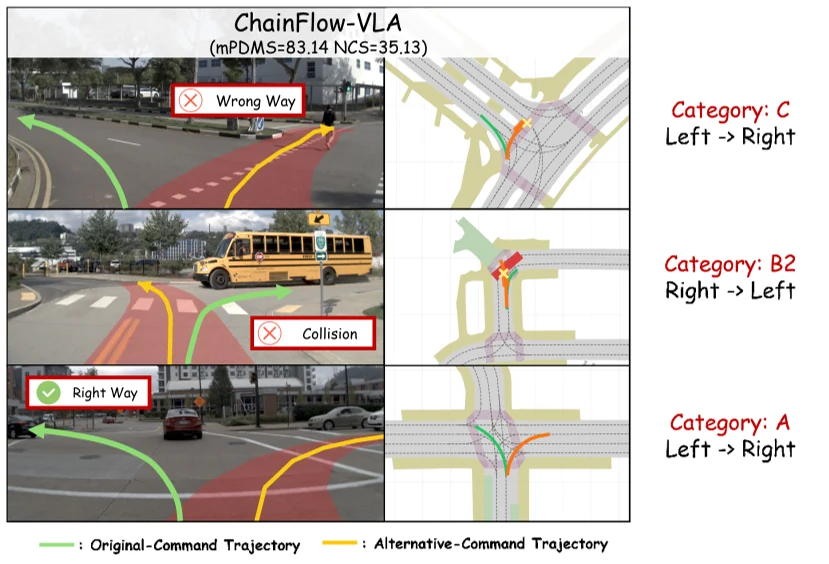 ChainFlow-VLA
(mPDMS=83.14 NCS=35.13)
Wrong Way
Category: C
Left -> Right
Collision
Category: B2
Right -> Left
Right Way
Category: A
Left -> Right
: Original-Command Trajectory
: Alternative-Command Trajectory